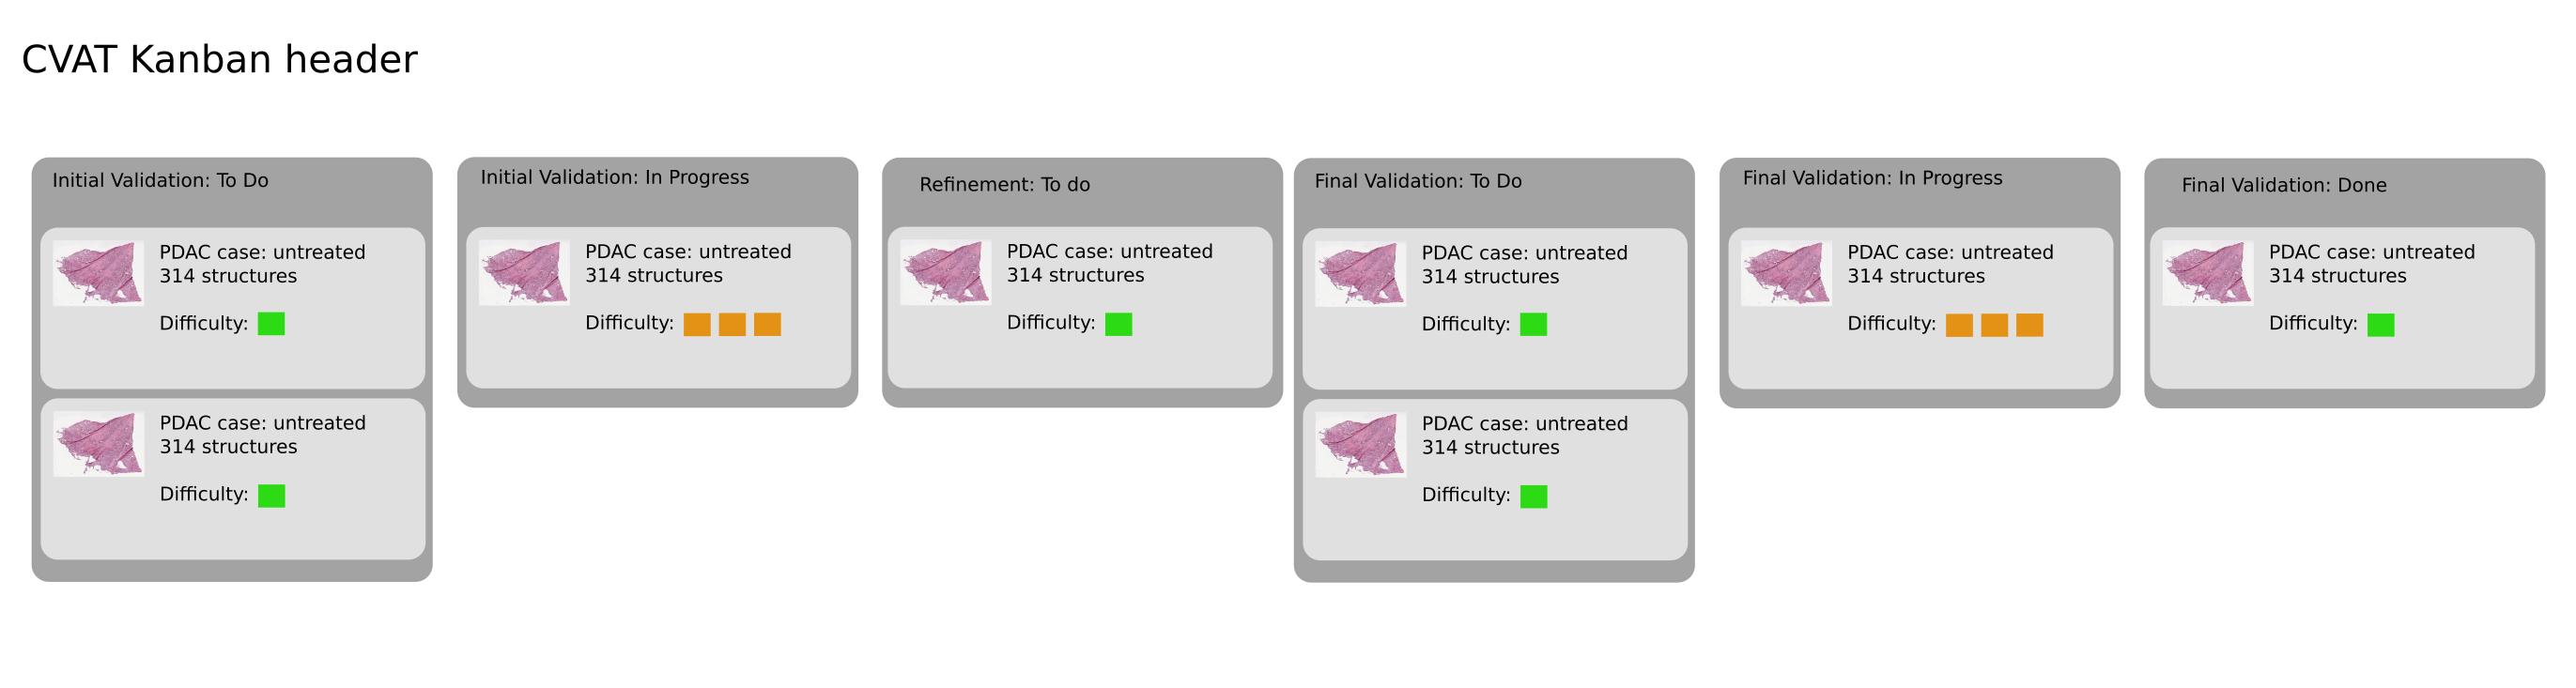 CVAT Kanban header
Initial Validation: To Do
PDAC case: untreated
314 structures
Difficulty:
PDAC case: untreated
314 structures
Difficulty:
Initial Validation: In Progress
PDAC case: untreated
314 structures
Difficulty:
Refinement: To do
PDAC case: untreated
314 structures
Difficulty:
Final Validation: To Do
PDAC case: untreated
314 structures
Difficulty:
PDAC case: untreated
314 structures
Difficulty:
Final Validation: In Progress
PDAC case: untreated
314 structures
Difficulty:
Final Validation: Done
PDAC case: untreated
314 structures
Difficulty: